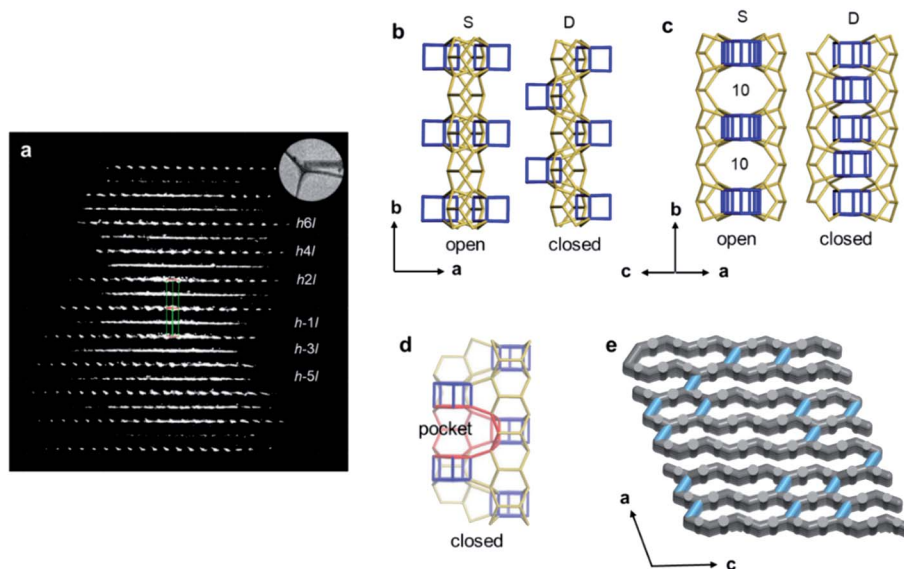 a
h6l
h4l
h2l
h-1l
h-3l
h-5l
b
S D
open closed
b
a
c
S D
10
10
open closed
b
c a
d
pocket
closed
e
a
c